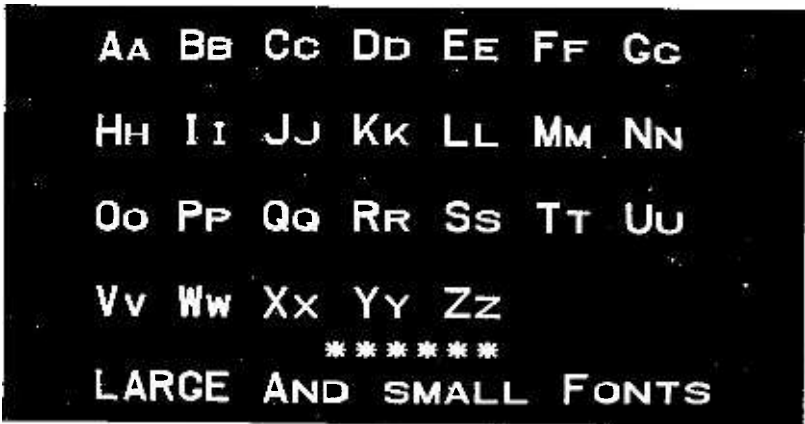 AA BB CC DD EE FF GG
HH II JJ KK LL MM NN
OO PP QQ RR SS TT UU
VV WW XX YY ZZ
******
LARGE AND SMALL FONTS